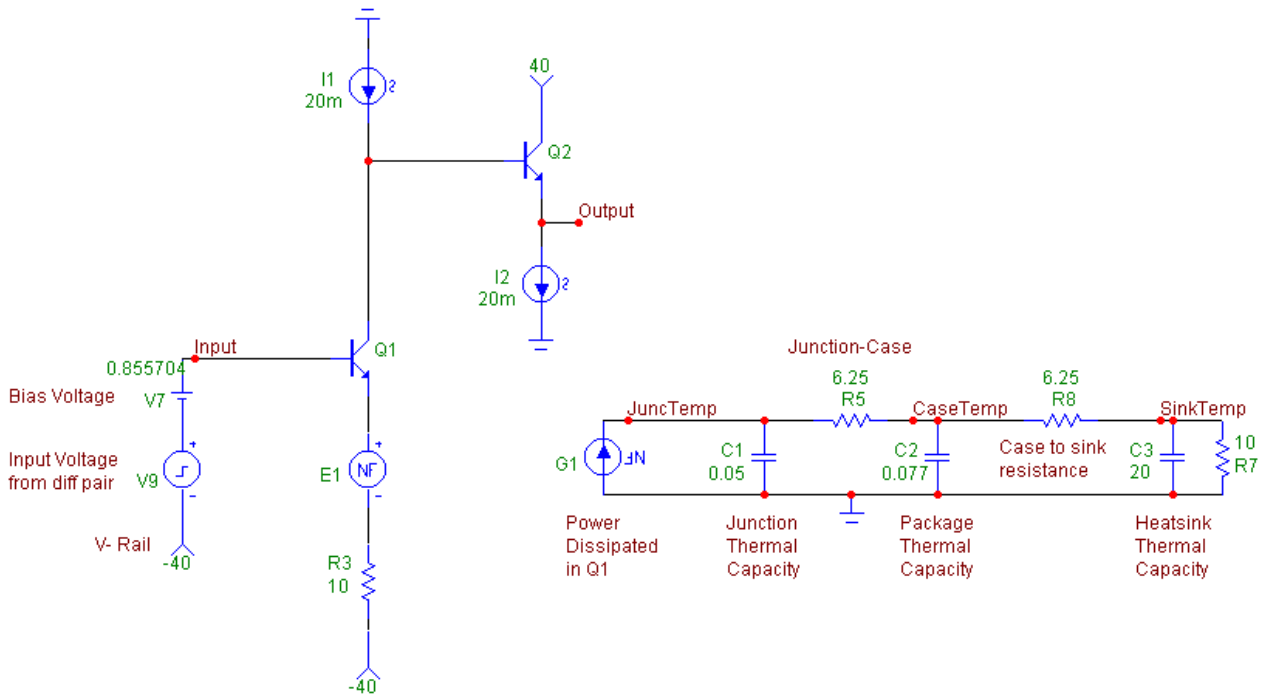 I1
20m
40
Q2
Output
I2
20m
Input
Q1
0.855704
Bias Voltage
V7
Input Voltage
from diff pair
V9
E1
NF
V- Rail
-40
R3
10
-40
Junction-Case
6.25
R5
6.25
R8
JuncTemp
CaseTemp
SinkTemp
G1
NF
C1
0.05
C2
0.077
Case to sink
resistance
C3
20
10
R7
Power
Dissipated
in Q1
Junction
Thermal
Capacity
Package
Thermal
Capacity
Heatsink
Thermal
Capacity